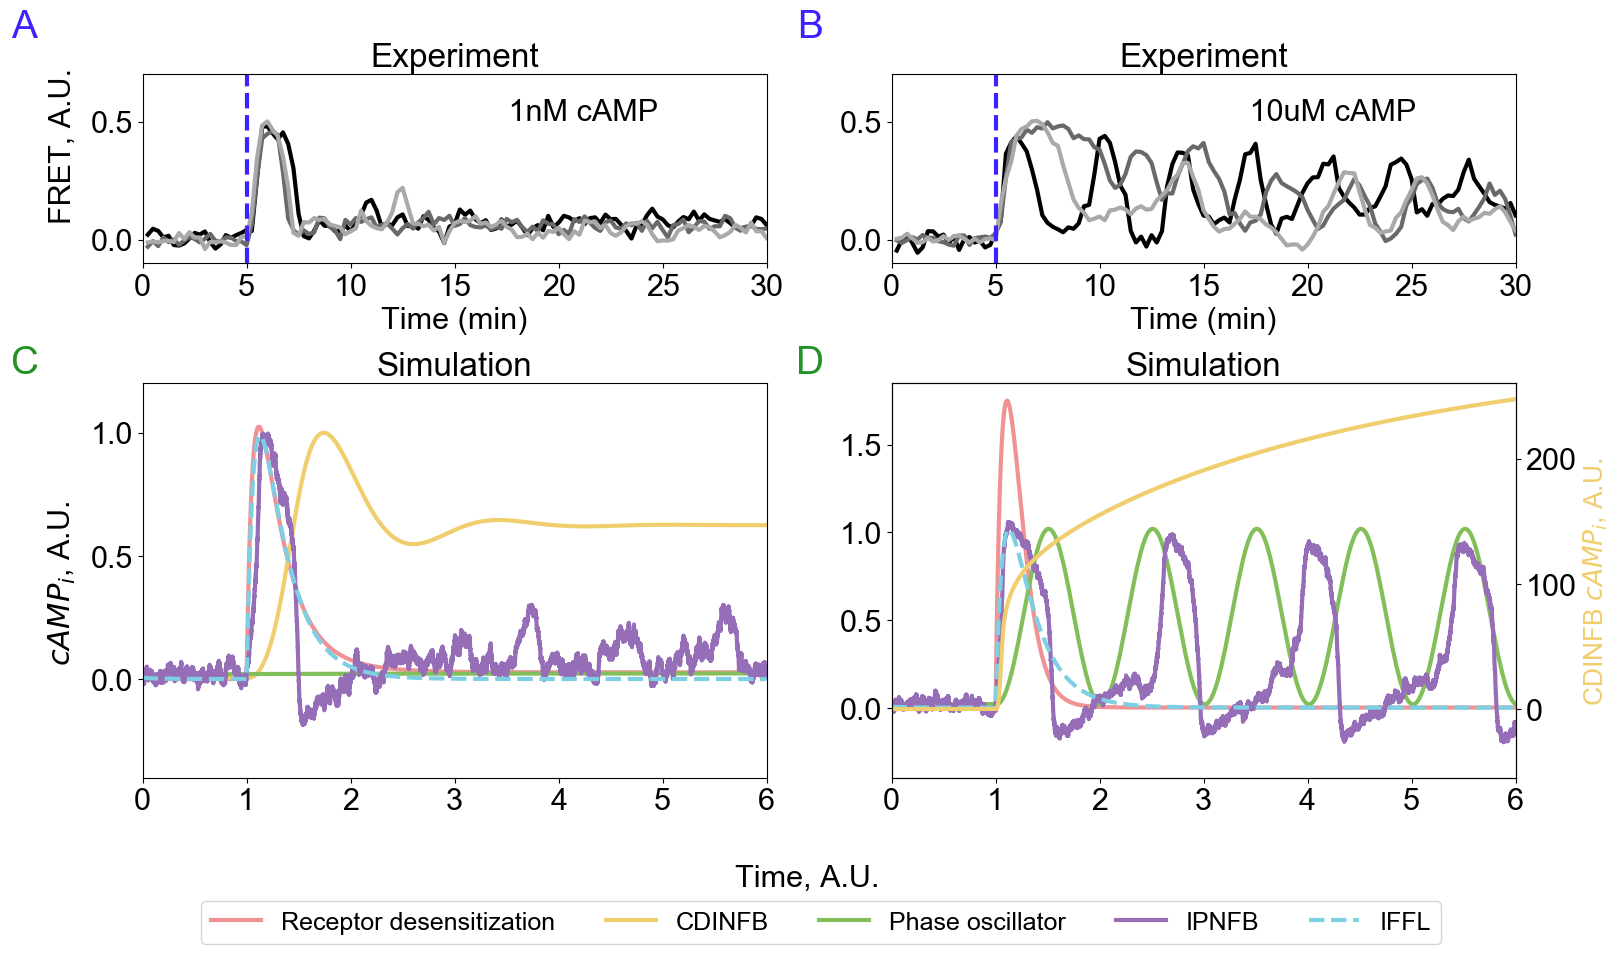 A
B
Experiment
Experiment
FRET, A.U.
1nM cAMP
10uM cAMP
0.5
0.0
0.5
0.0
0 5 10 15 20 25 30
0 5 10 15 20 25 30
Time (min)
Time (min)
C
D
Simulation
Simulation
cAMP_i, A.U.
1.0
0.5
0.0
1.5
1.0
0.5
0.0
200
100
0
CDINFB cAMP_i, A.U.
0 1 2 3 4 5 6
0 1 2 3 4 5 6
Time, A.U.
Receptor desensitization CDINFB Phase oscillator IPNFB IFFL